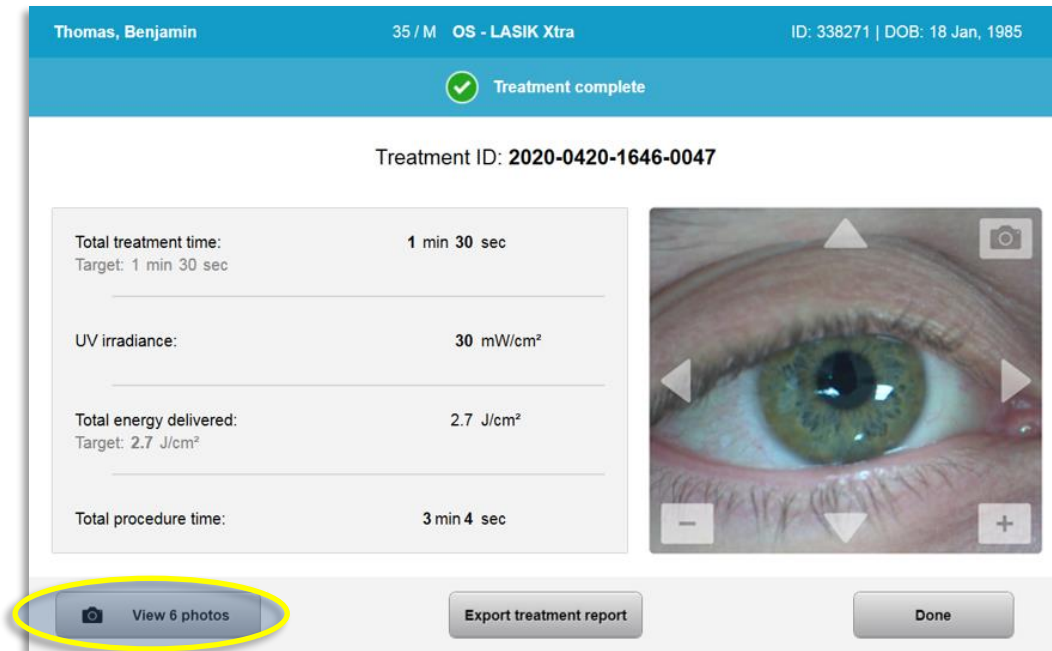 Thomas, Benjamin 35 / M OS - LASIK Xtra ID: 338271 | DOB: 18 Jan, 1985
Treatment complete
Treatment ID: 2020-0420-1646-0047
Total treatment time: 1 min 30 sec
Target: 1 min 30 sec
UV irradiance: 30 mW/cm²
Total energy delivered: 2.7 J/cm²
Target: 2.7 J/cm²
Total procedure time: 3 min 4 sec
View 6 photos Export treatment report Done